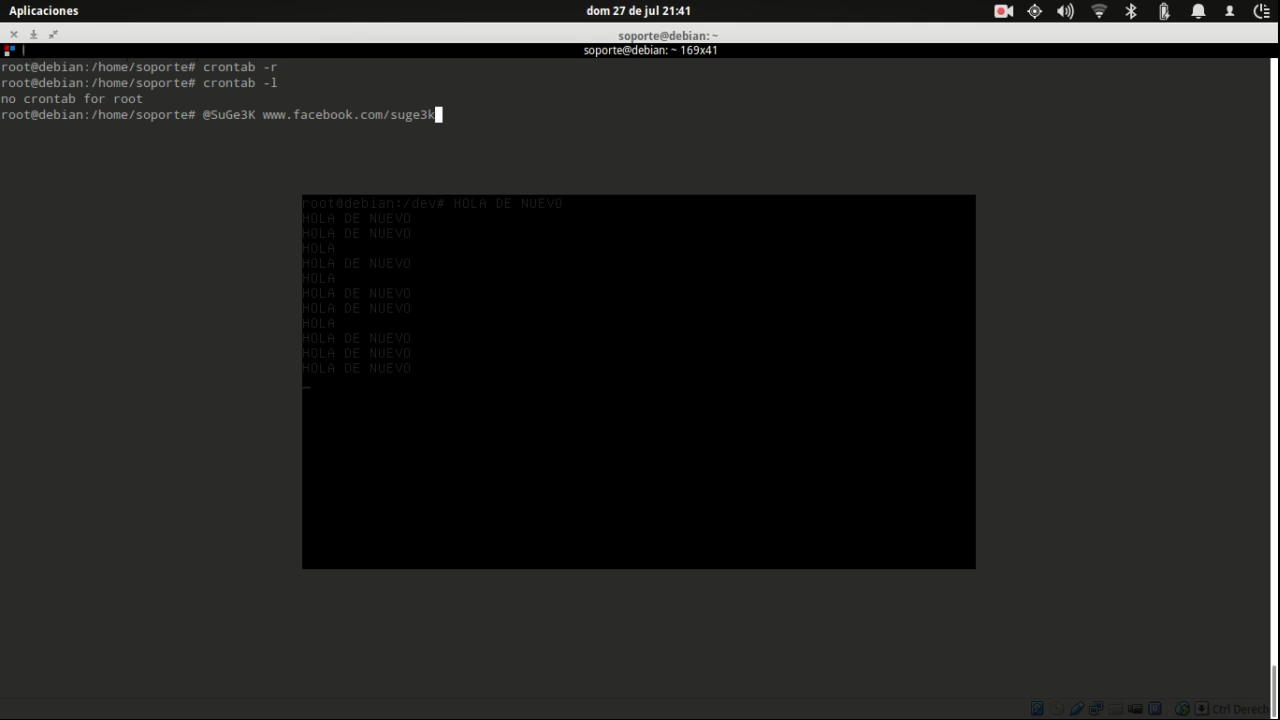 Aplicaciones
dom 27 de jul 21:41
soporte@debian: ~
soporte@debian: ~ 169x41
root@debian:/home/soporte# crontab -r
root@debian:/home/soporte# crontab -l
no crontab for root
root@debian:/home/soporte# @SuGe3K www.facebook.com/suge3k
root@debian:/dev# HOLA DE NUEVO
HOLA DE NUEVO
HOLA DE NUEVO
HOLA
HOLA DE NUEVO
HOLA
HOLA DE NUEVO
HOLA DE NUEVO
HOLA
HOLA DE NUEVO
HOLA DE NUEVO
HOLA DE NUEVO
Ctrl Derech